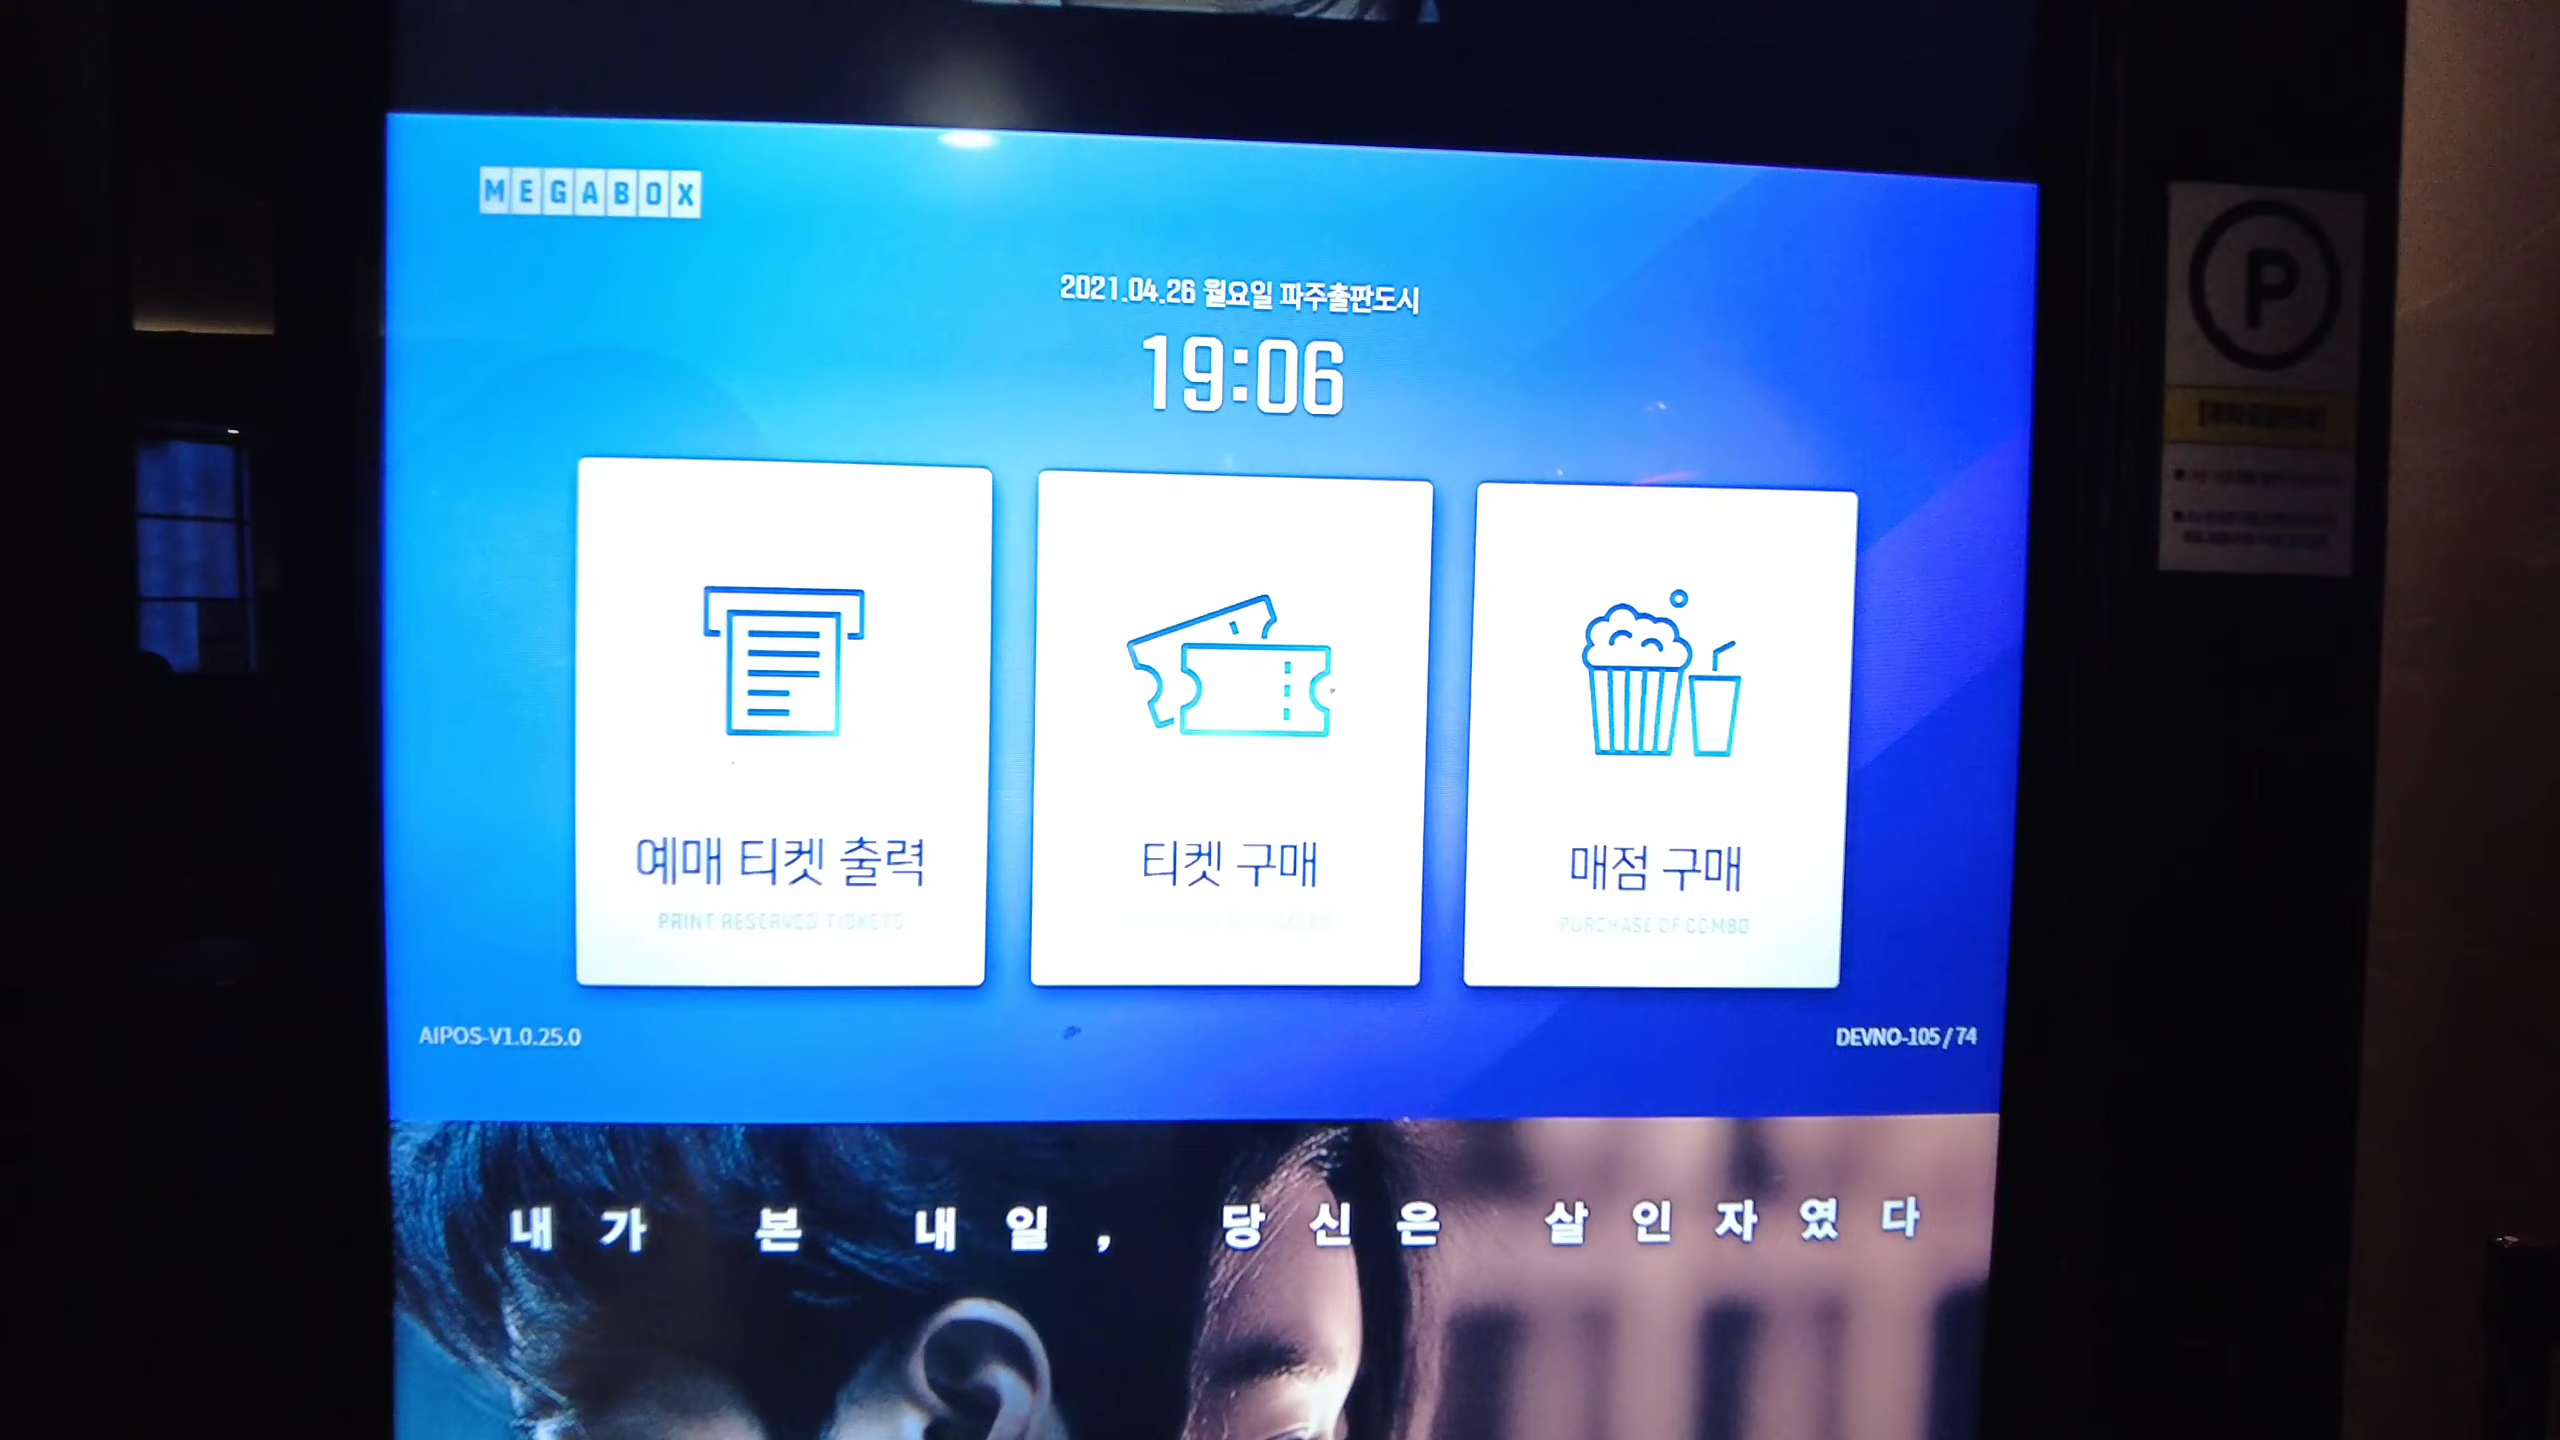 MEGABOX
2021.04.26 월요일 파주출판도시
19:06
예매 티켓 출력
PRINT RESERVED TICKETS
티켓 구매
매점 구매
PURCHASE OF COMBO
AIPOS-V1.0.25.0
DEVNO-105/74
내가 본 내일, 당신은 살인자였다
P